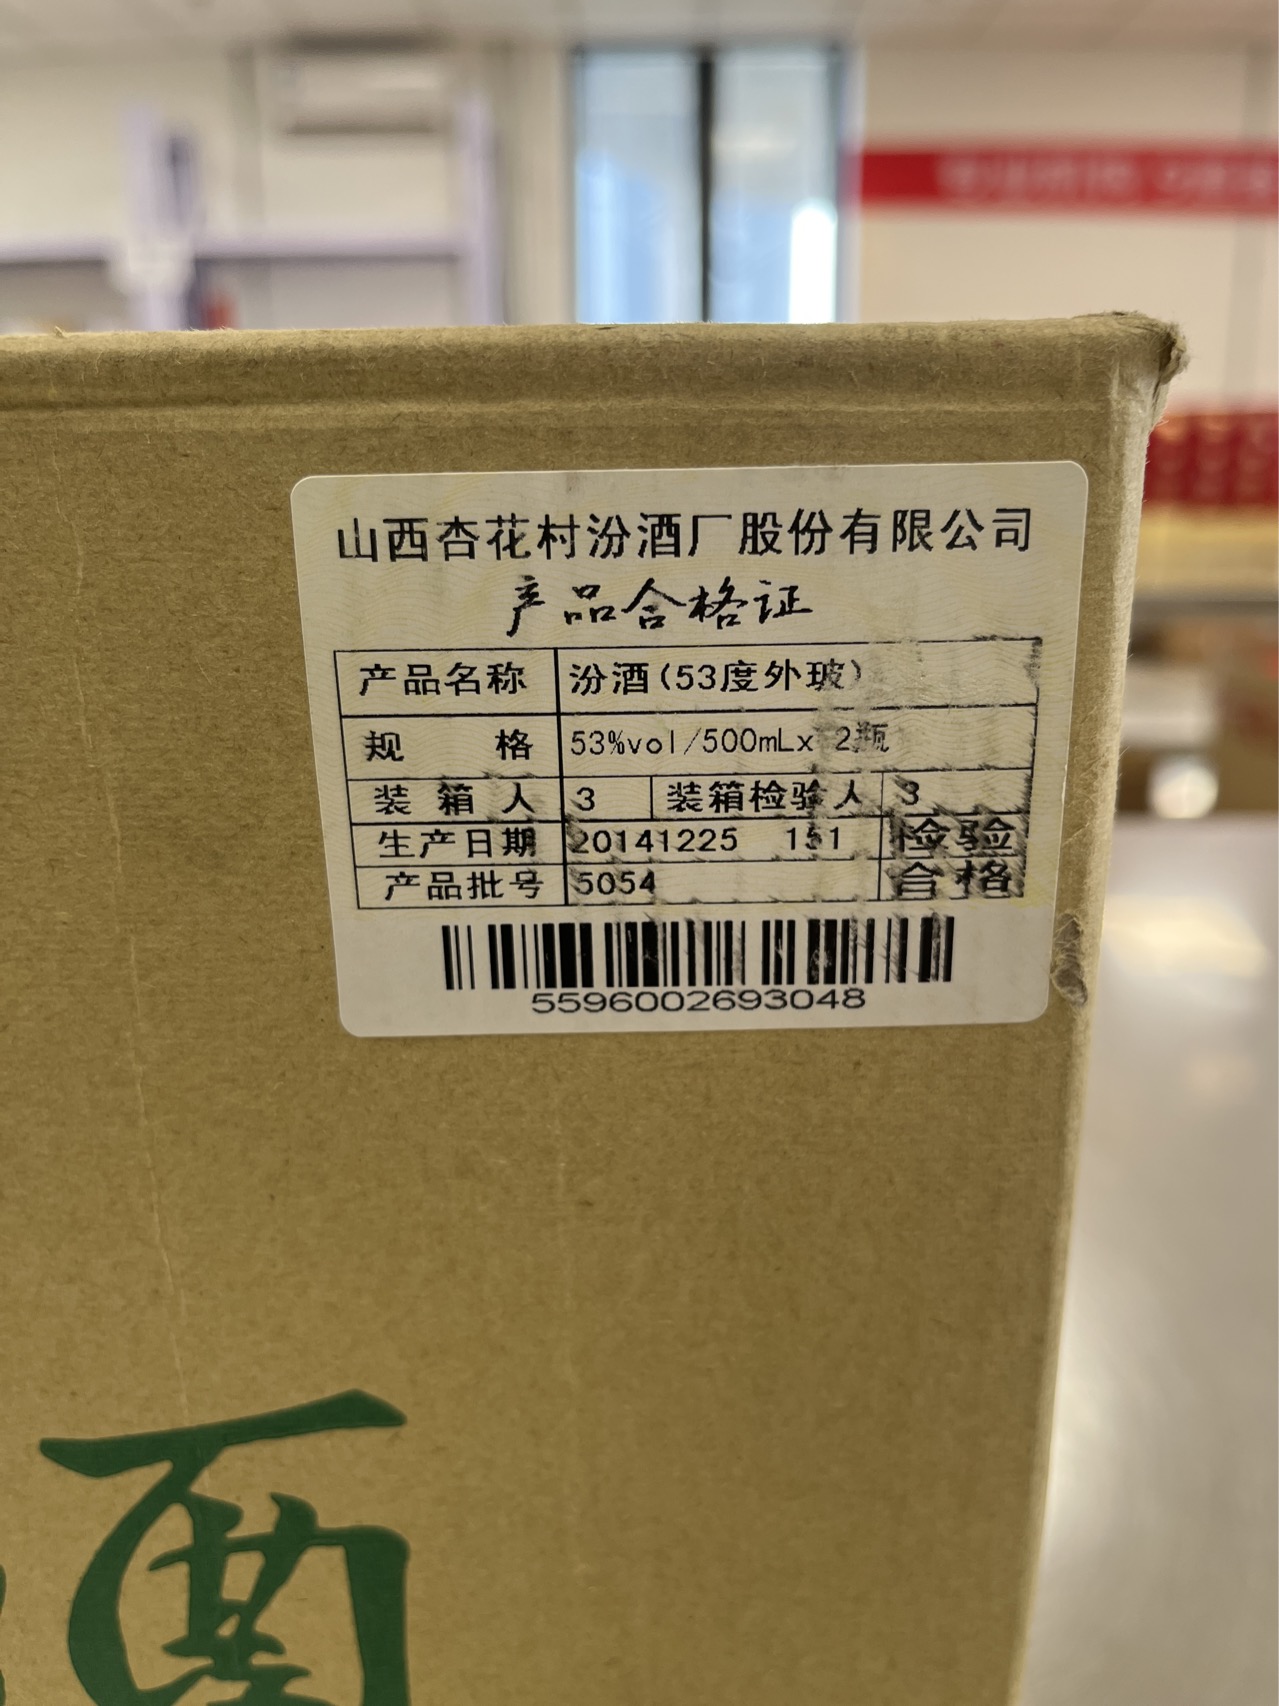 山西杏花村汾酒厂股份有限公司
产品合格证
产品名称 汾酒(53度外玻)
规 格 53%vol/500mLx 2瓶
装 箱 人 3 装箱检验人 3
生产日期 20141225 151 检验
产品批号 5054 合格
5596002693048
酒